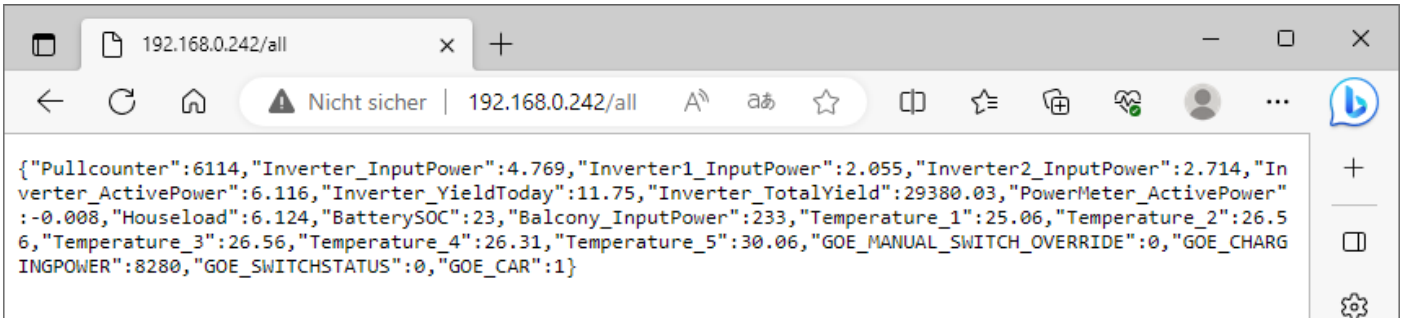 192.168.0.242/all
Nicht sicher | 192.168.0.242/all
{"Pullcounter":6114,"Inverter_InputPower":4.769,"Inverter1_InputPower":2.055,"Inverter2_InputPower":2.714,"In
verter_ActivePower":6.116,"Inverter_YieldToday":11.75,"Inverter_TotalYield":29380.03,"PowerMeter_ActivePower"
:-0.008,"Houseload":6.124,"BatterySOC":23,"Balcony_InputPower":233,"Temperature_1":25.06,"Temperature_2":26.5
6,"Temperature_3":26.56,"Temperature_4":26.31,"Temperature_5":30.06,"GOE_MANUAL_SWITCH_OVERRIDE":0,"GOE_CHARG
INGPOWER":8280,"GOE_SWITCHSTATUS":0,"GOE_CAR":1}